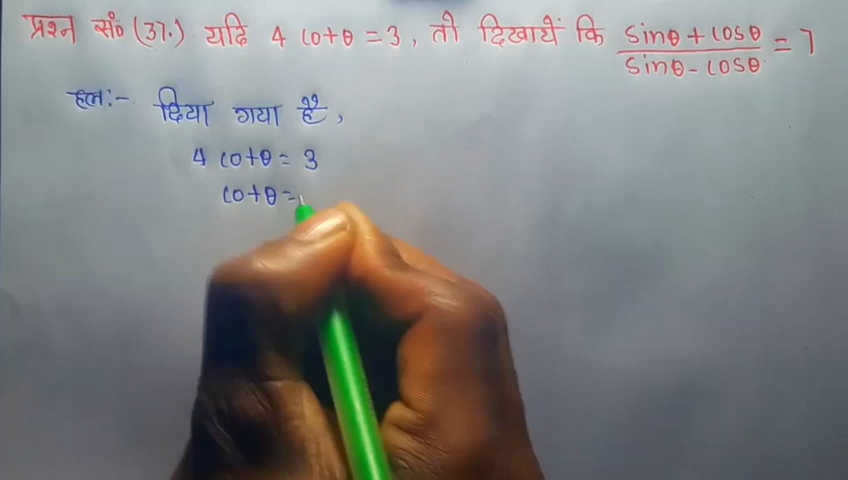 प्रश्न सं० (37.) यदि 4 cotθ = 3, तो दिखायें कि (sinθ + cosθ)/(sinθ - cosθ) = 7
हल:- दिया गया है,
4 cotθ = 3
cotθ =